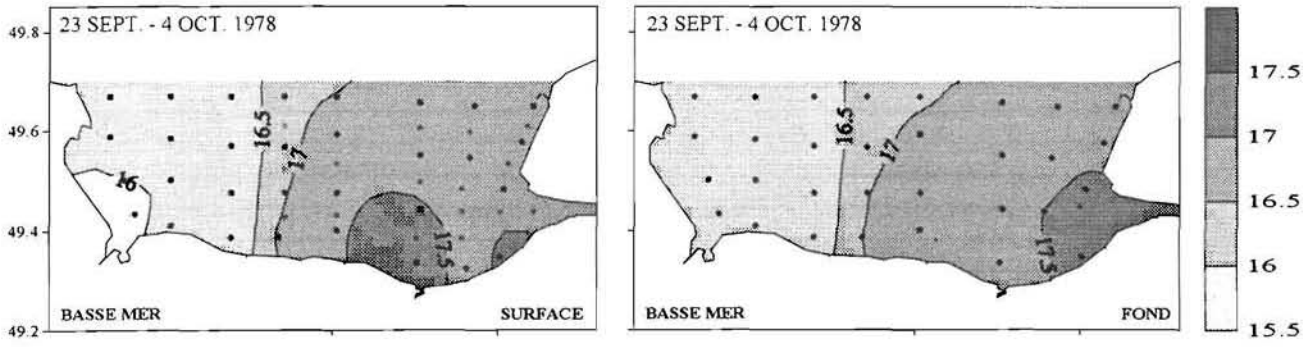 49.8
49.6
49.4
49.2
23 SEPT. - 4 OCT. 1978
16
16.5
17
17.5
BASSE MER
SURFACE
23 SEPT. - 4 OCT. 1978
16.5
17
17.5
BASSE MER
FOND
17.5
17
16.5
16
15.5